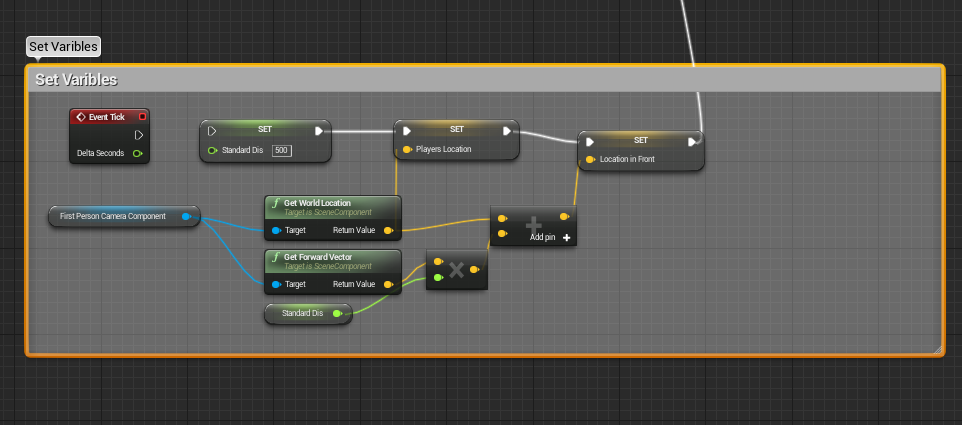 Set Varibles
Set Varibles
Event Tick
Delta Seconds
SET
Standard Dis 500
SET
Players Location
SET
Location in Front
First Person Camera Component
f Get World Location
Target is SceneComponent
Target Return Value
Add pin +
f Get Forward Vector
Target is SceneComponent
Target Return Value
Standard Dis